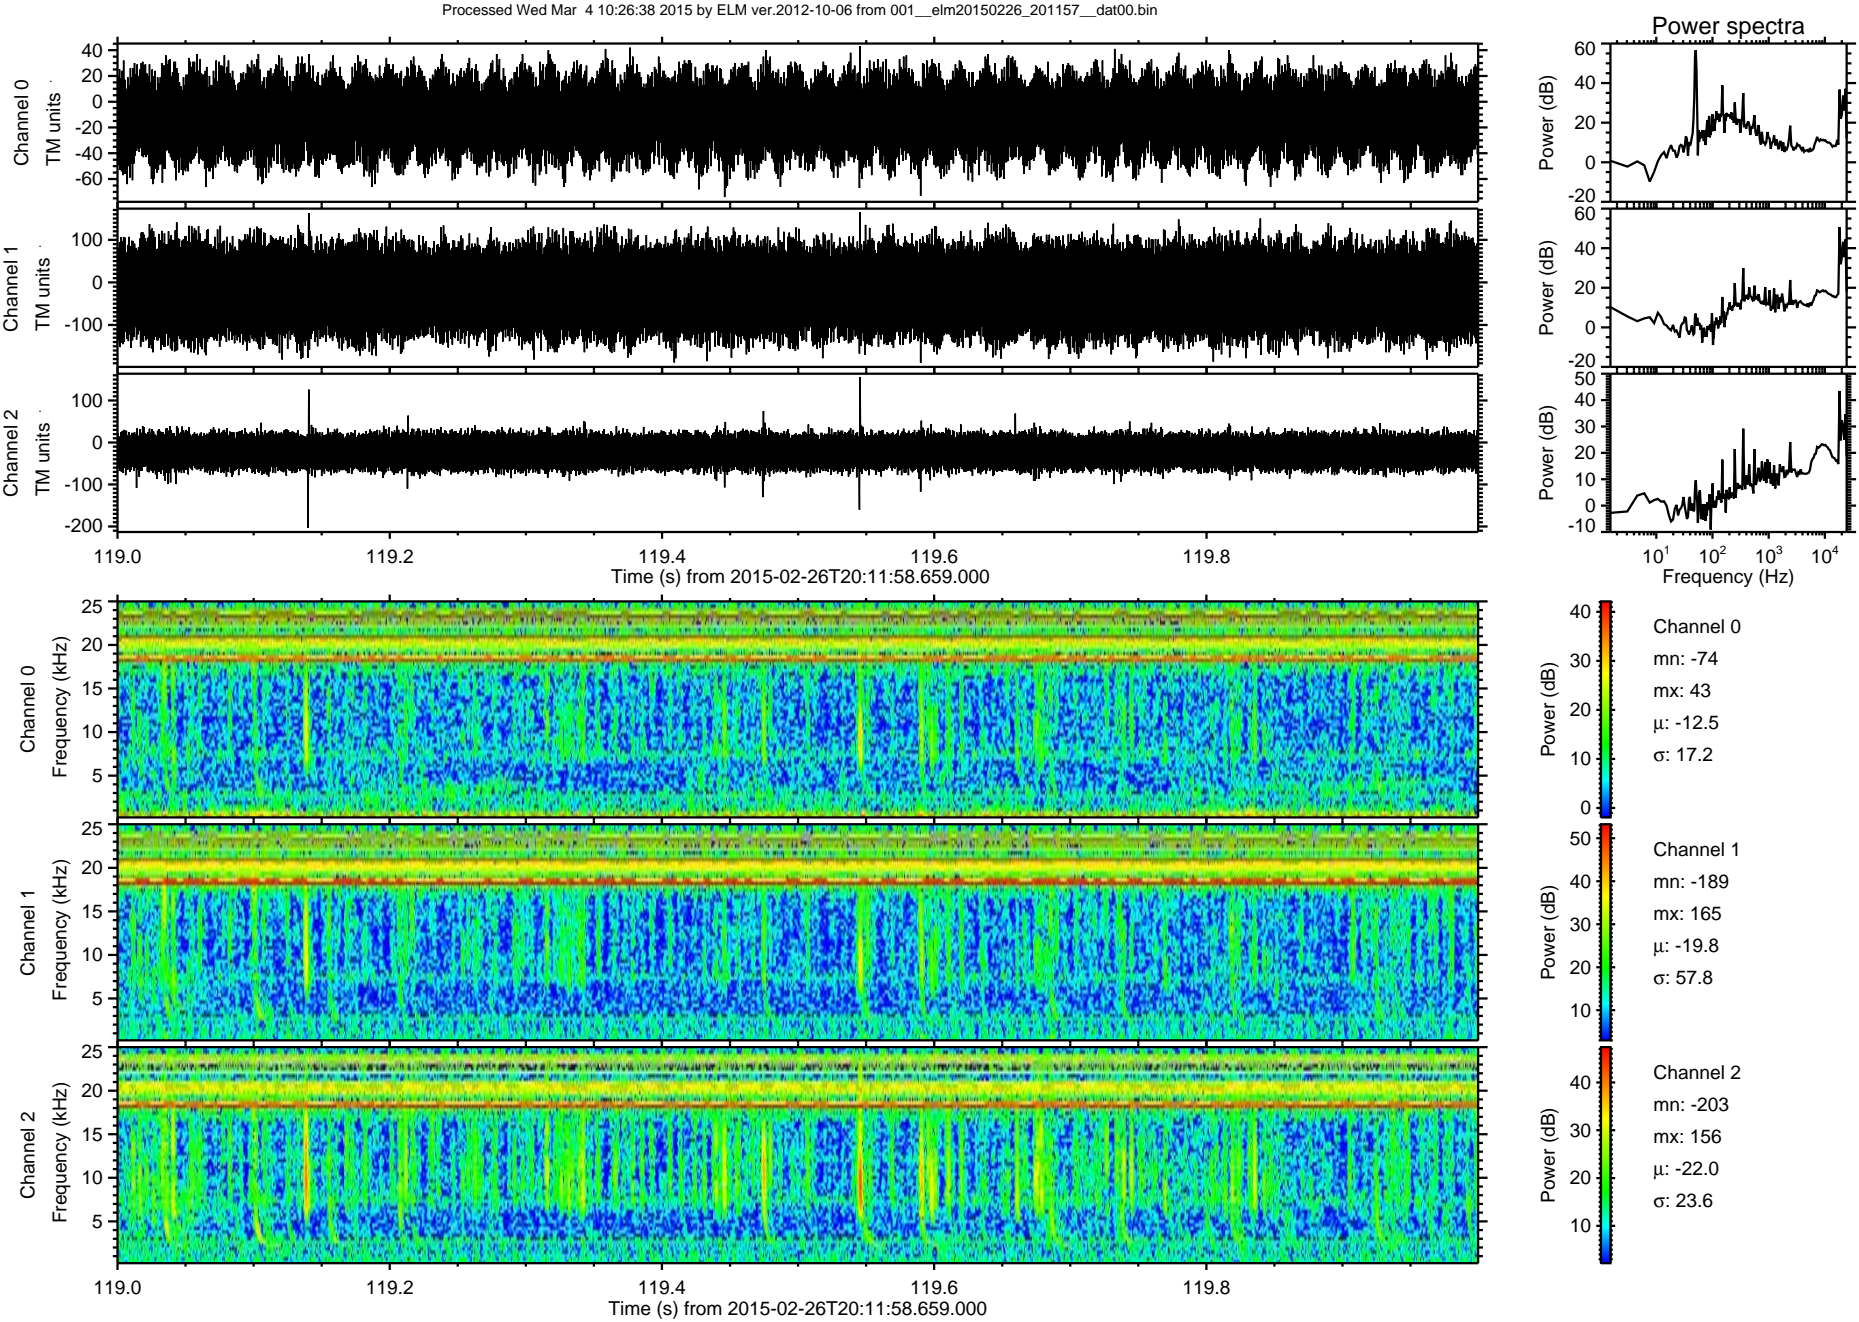 Processed Wed Mar  4 10:26:38 2015 by ELM ver.2012-10-06 from 001__elm20150226_201157__dat00.bin
Power spectra
Channel 0
TM units
40
20
0
-20
-40
-60
Power (dB)
60
40
20
0
-20
Channel 1
TM units
100
0
-100
Power (dB)
60
40
20
0
-20
Channel 2
TM units
100
0
-100
-200
Power (dB)
50
40
30
20
10
0
-10
119.0 119.2 119.4 119.6 119.8
Time (s) from 2015-02-26T20:11:58.659.000
10^1 10^2 10^3 10^4
Frequency (Hz)
Channel 0
Frequency (kHz)
25
20
15
10
5
Power (dB)
40
30
20
10
0
Channel 0
mn: -74
mx: 43
μ: -12.5
σ: 17.2
Channel 1
Frequency (kHz)
25
20
15
10
5
Power (dB)
50
40
30
20
10
Channel 1
mn: -189
mx: 165
μ: -19.8
σ: 57.8
Channel 2
Frequency (kHz)
25
20
15
10
5
Power (dB)
40
30
20
10
Channel 2
mn: -203
mx: 156
μ: -22.0
σ: 23.6
119.0 119.2 119.4 119.6 119.8
Time (s) from 2015-02-26T20:11:58.659.000